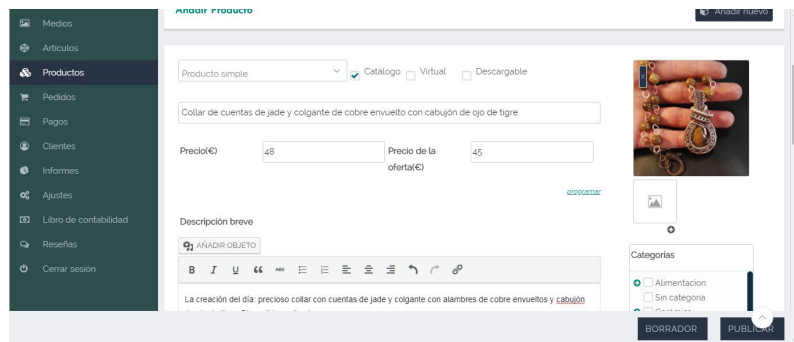 Añadir Producto
Añadir nuevo
Medios
Artículos
Productos
Pedidos
Pagos
Clientes
Informes
Ajustes
Libro de contabilidad
Reseñas
Cerrar sesión
Producto simple
Catálogo
Virtual
Descargable
Collar de cuentas de jade y colgante de cobre envuelto con cabujón de ojo de tigre
Precio(€)
48
Precio de la
oferta(€)
45
programar
Descripción breve
AÑADIR OBJETO
B I U ABC
La creación del día: precioso collar con cuentas de jade y colgante con alambres de cobre envueltos y cabujón
Categorias
Alimentacion
Sin categoria
BORRADOR
PUBLICAR